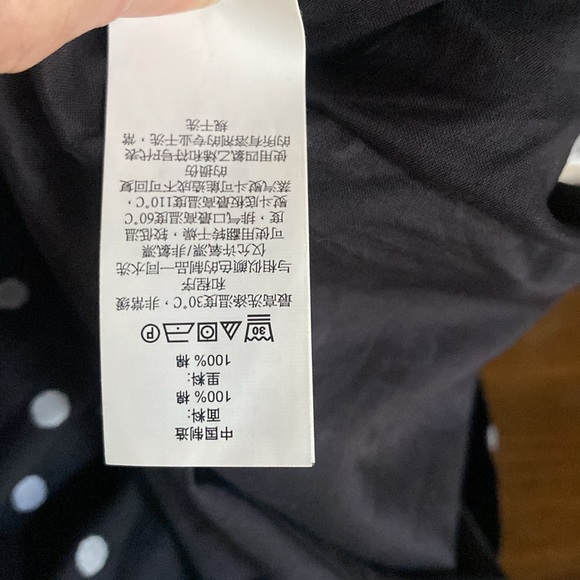 中国制造
面料:
100% 棉
里料:
100% 棉
30 P
最高洗涤温度30°C，非常缓
和程序
与相似颜色的制品一同水洗
仅允许氧漂/非氯漂
可使用翻转干燥，较低温
度，排气口最高温度60°C
熨斗底板最高温度110°C，
蒸汽熨斗可能造成不可回复
的损伤
使用四氯乙烯和符号F代表
的所有溶剂的专业干洗，常
规干洗